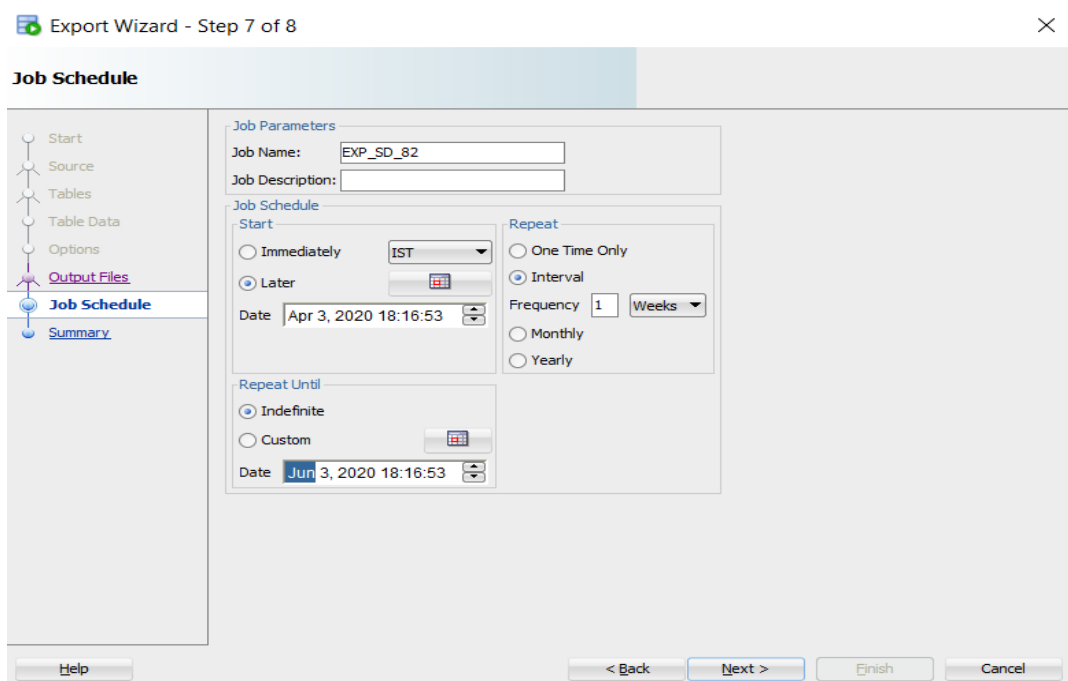 Export Wizard - Step 7 of 8
Job Schedule
Start
Source
Tables
Table Data
Options
Output Files
Job Schedule
Summary
Job Parameters
Job Name: EXP_SD_82
Job Description:
Job Schedule
Start
Immediately IST
Later
Date Apr 3, 2020 18:16:53
Repeat
One Time Only
Interval
Frequency 1 Weeks
Monthly
Yearly
Repeat Until
Indefinite
Custom
Date Jun 3, 2020 18:16:53
Help < Back Next > Finish Cancel